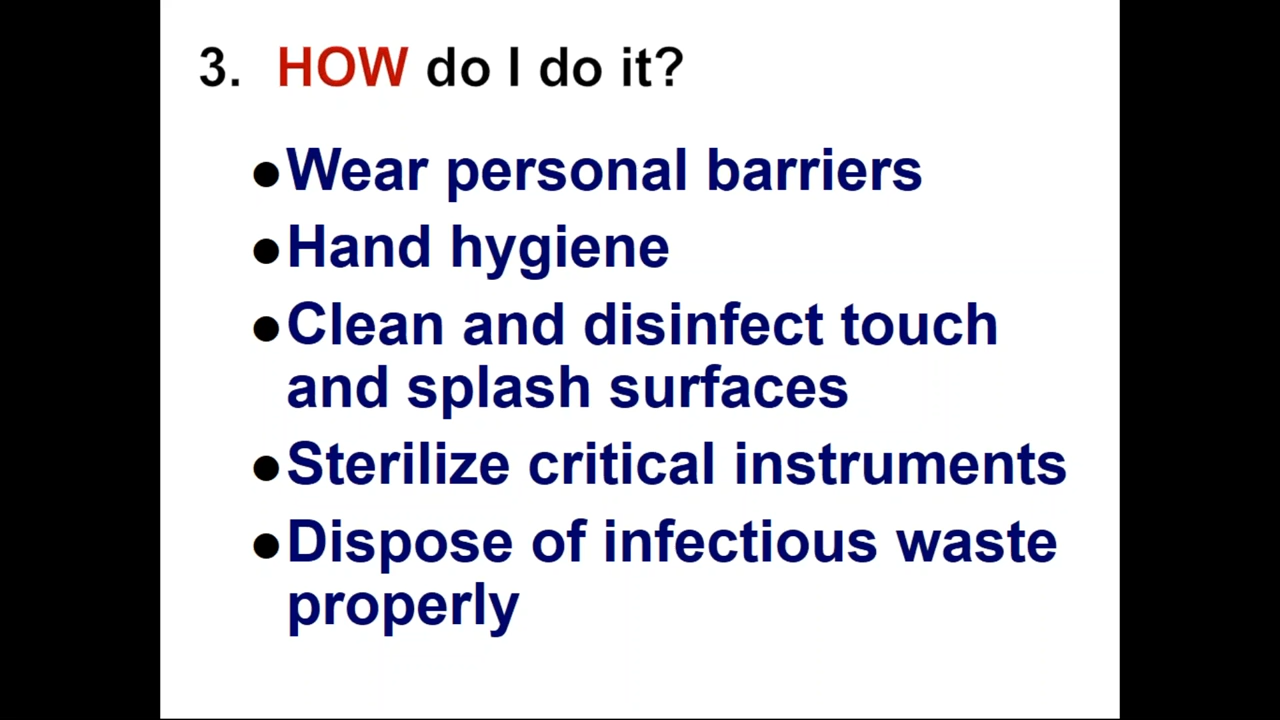 3. HOW do I do it?
●Wear personal barriers
●Hand hygiene
●Clean and disinfect touch
and splash surfaces
●Sterilize critical instruments
●Dispose of infectious waste
properly